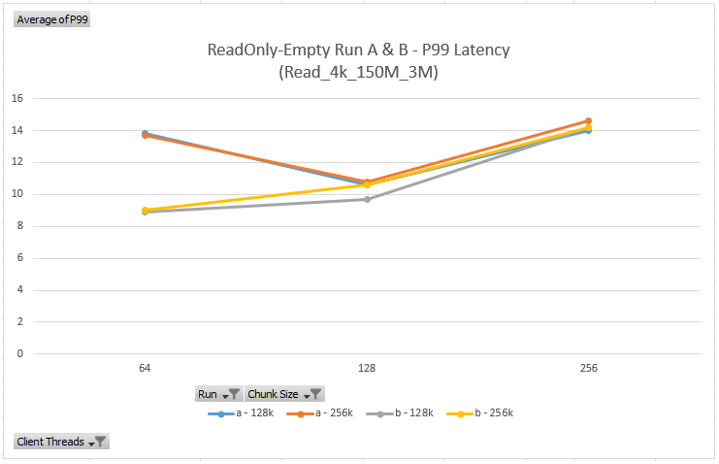 Average of P99
ReadOnly-Empty Run A & B - P99 Latency
(Read_4k_150M_3M)
16
14
12
10
8
6
4
2
0
64 128 256
Run Chunk Size
a - 128k a - 256k b - 128k b - 256k
Client Threads